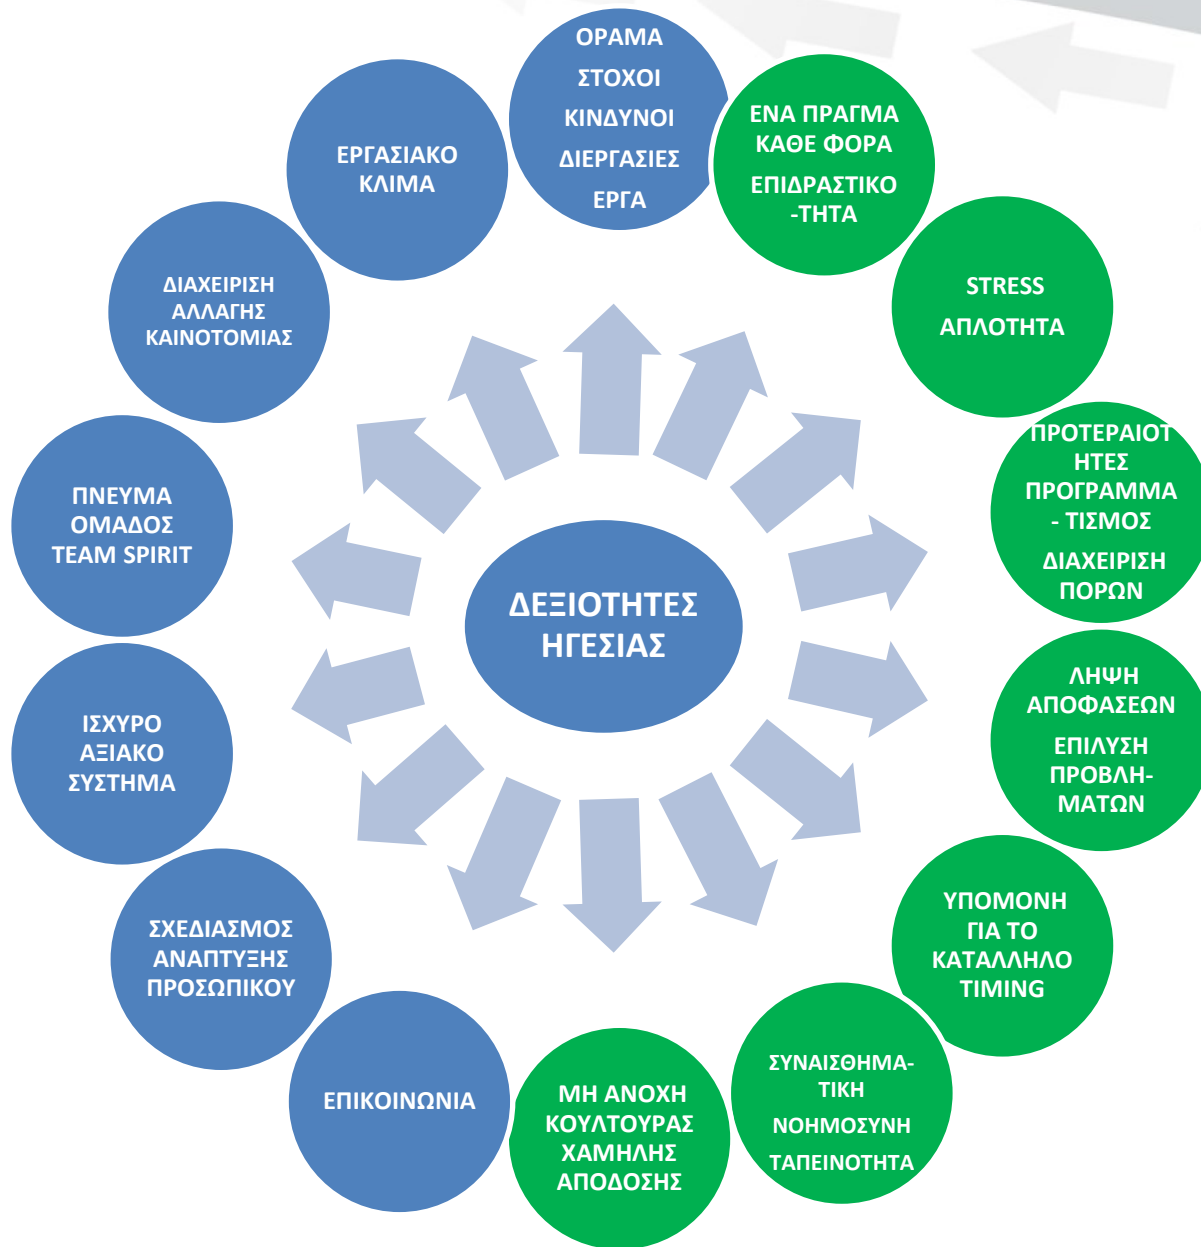 ΟΡΑΜΑ
ΣΤΟΧΟΙ
ΚΙΝΔΥΝΟΙ
ΔΙΕΡΓΑΣΙΕΣ
ΕΡΓΑ
ΕΝΑ ΠΡΑΓΜΑ
ΚΑΘΕ ΦΟΡΑ
ΕΠΙΔΡΑΣΤΙΚΟ
-ΤΗΤΑ
STRESS
ΑΠΛΟΤΗΤΑ
ΠΡΟΤΕΡΑΙΟΤ
ΗΤΕΣ
ΠΡΟΓΡΑΜΜΑ
- ΤΙΣΜΟΣ
ΔΙΑΧΕΙΡΙΣΗ
ΠΟΡΩΝ
ΛΗΨΗ
ΑΠΟΦΑΣΕΩΝ
ΕΠΙΛΥΣΗ
ΠΡΟΒΛΗ-
ΜΑΤΩΝ
ΥΠΟΜΟΝΗ
ΓΙΑ ΤΟ
ΚΑΤΑΛΛΗΛΟ
TIMING
ΣΥΝΑΙΣΘΗΜΑ-
ΤΙΚΗ
ΝΟΗΜΟΣΥΝΗ
ΤΑΠΕΙΝΟΤΗΤΑ
ΜΗ ΑΝΟΧΗ
ΚΟΥΛΤΟΥΡΑΣ
ΧΑΜΗΛΗΣ
ΑΠΟΔΟΣΗΣ
ΕΠΙΚΟΙΝΩΝΙΑ
ΣΧΕΔΙΑΣΜΟΣ
ΑΝΑΠΤΥΞΗΣ
ΠΡΟΣΩΠΙΚΟΥ
ΙΣΧΥΡΟ
ΑΞΙΑΚΟ
ΣΥΣΤΗΜΑ
ΠΝΕΥΜΑ
ΟΜΑΔΟΣ
TEAM SPIRIT
ΔΙΑΧΕΙΡΙΣΗ
ΑΛΛΑΓΗΣ
ΚΑΙΝΟΤΟΜΙΑΣ
ΕΡΓΑΣΙΑΚΟ
ΚΛΙΜΑ
ΔΕΞΙΟΤΗΤΕΣ
ΗΓΕΣΙΑΣ